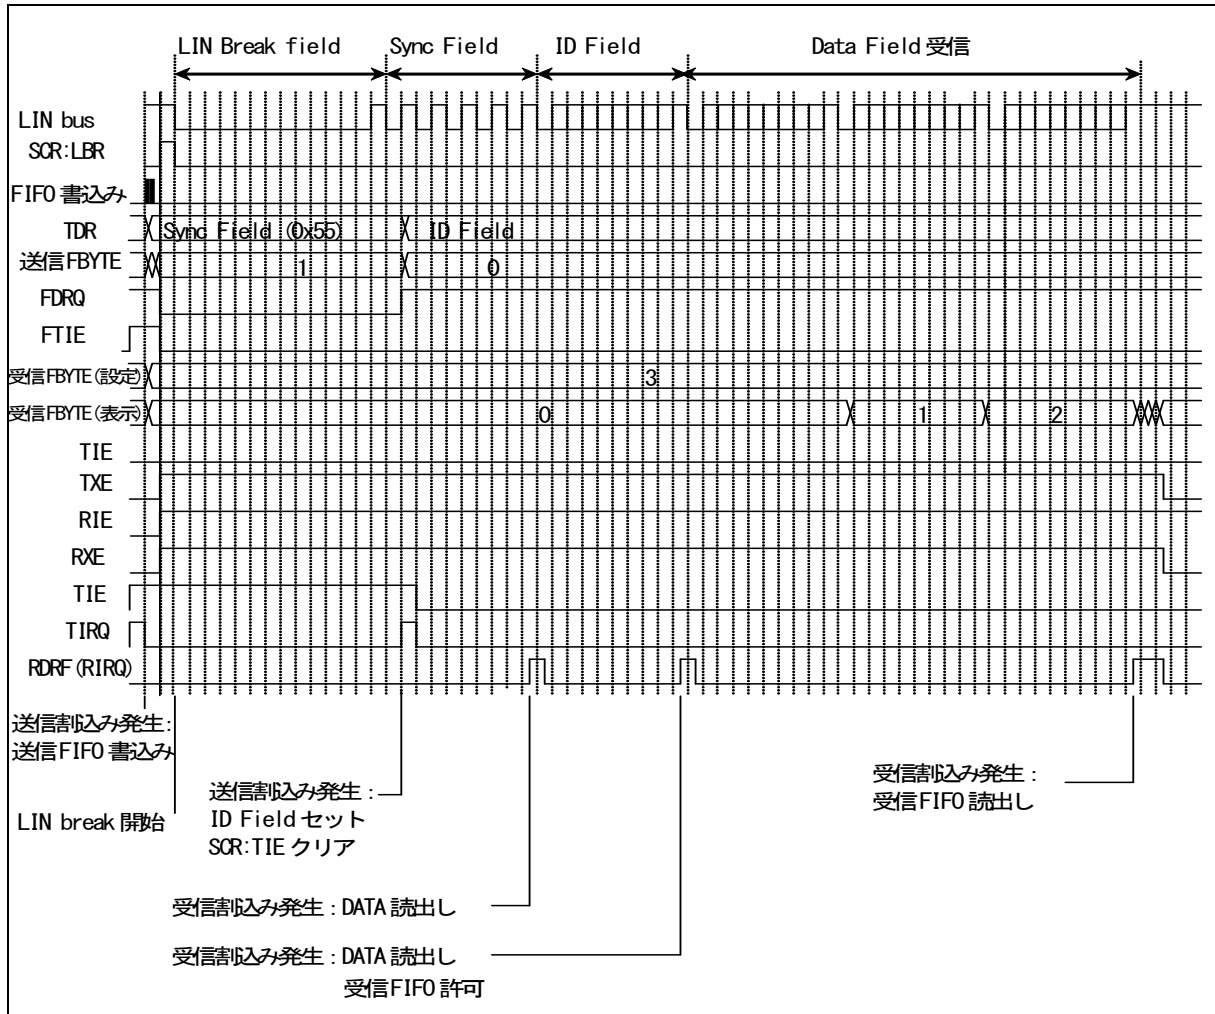 LIN Break field Sync Field ID Field Data Field 受信
LIN bus
SCR:LBR
FIFO 書込み
TDR Sync Field (0x55) ID Field
送信FBYTE 1 0
FDRQ
FTIE
受信FBYTE(設定) 3
受信FBYTE(表示) 0 1 2
TIE
TXE
RIE
RXE
TIE
TIRQ
RDRF(RIRQ)
送信割込み発生:
送信FIFO 書込み
LIN break 開始
送信割込み発生:
ID Field セット
SCR:TIE クリア
受信割込み発生:
受信FIFO 読出し
受信割込み発生:DATA 読出し
受信割込み発生:DATA 読出し
受信FIFO 許可